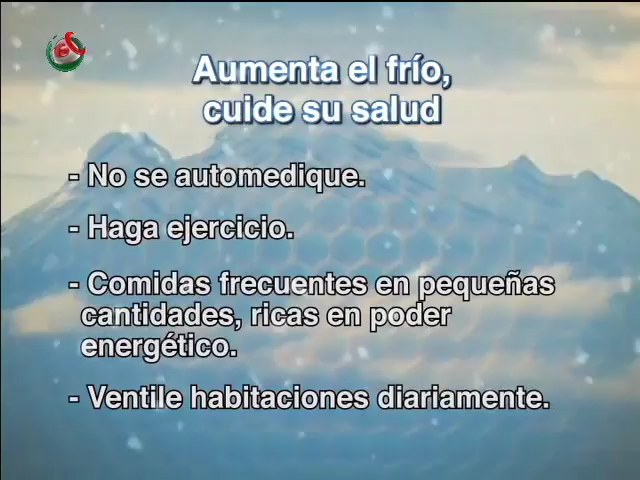 Aumenta el frío,
cuide su salud
- No se automedique.
- Haga ejercicio.
- Comidas frecuentes en pequeñas
cantidades, ricas en poder
energético.
- Ventile habitaciones diariamente.